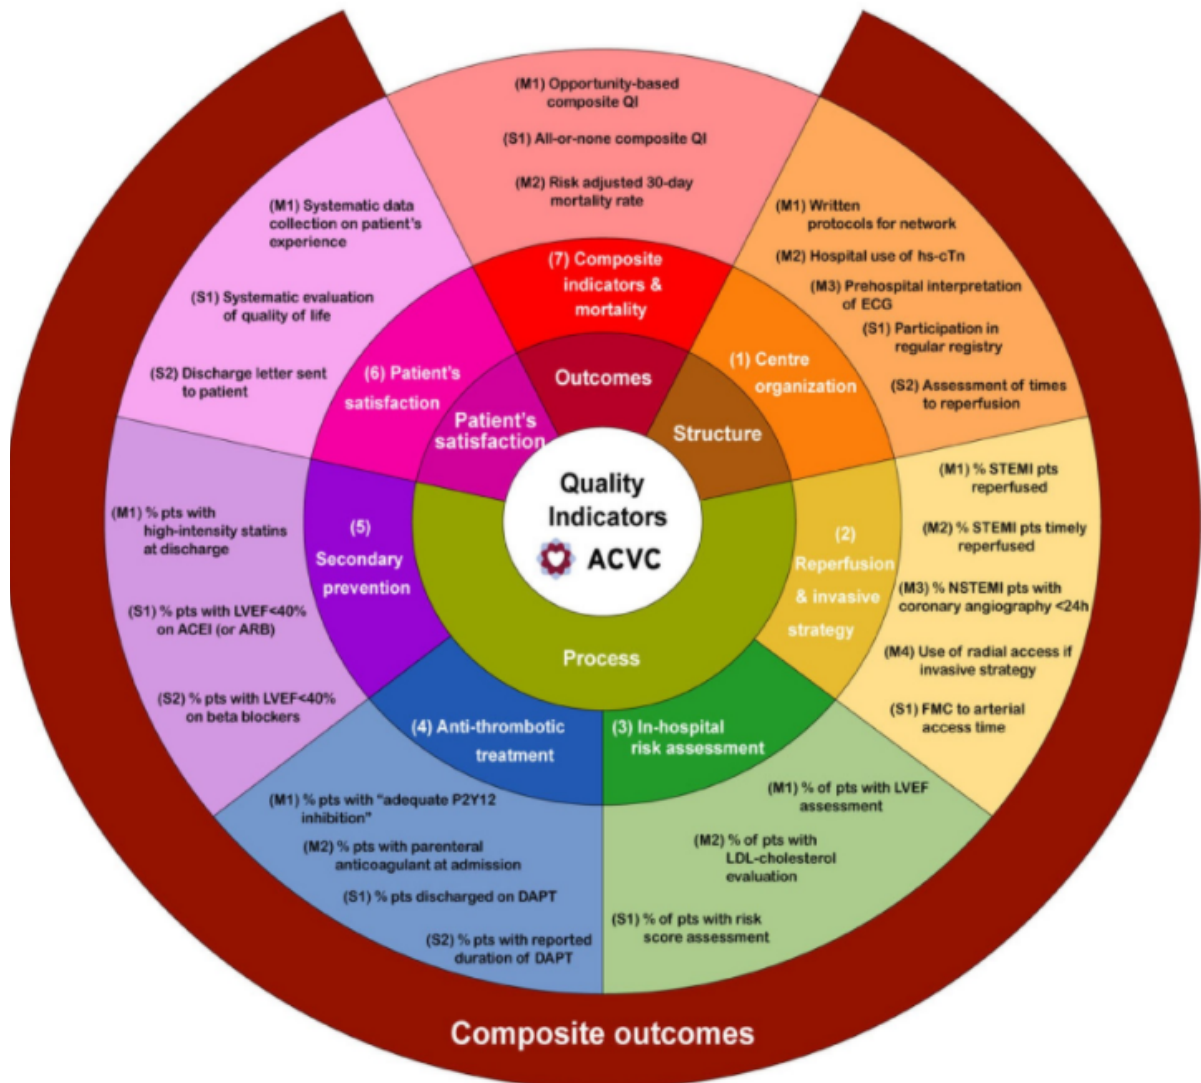 Quality
Indicators
ACVC
Outcomes
Structure
Process
Patient's
satisfaction
(7) Composite
indicators &
mortality
(M1) Opportunity-based
composite QI
(S1) All-or-none composite QI
(M2) Risk adjusted 30-day
mortality rate
(1) Centre
organization
(M1) Written
protocols for network
(M2) Hospital use of hs-cTn
(M3) Prehospital interpretation
of ECG
(S1) Participation in
regular registry
(S2) Assessment of times
to reperfusion
(2)
Reperfusion
& invasive
strategy
(M1) % STEMI pts
reperfused
(M2) % STEMI pts timely
reperfused
(M3) % NSTEMI pts with
coronary angiography <24h
(M4) Use of radial access if
invasive strategy
(S1) FMC to arterial
access time
(3) In-hospital
risk assessment
(M1) % of pts with LVEF
assessment
(M2) % of pts with
LDL-cholesterol
evaluation
(S1) % of pts with risk
score assessment
(4) Anti-thrombotic
treatment
(M1) % pts with "adequate P2Y12
inhibition"
(M2) % pts with parenteral
anticoagulant at admission
(S1) % pts discharged on DAPT
(S2) % pts with reported
duration of DAPT
(5)
Secondary
prevention
(M1) % pts with
high-intensity statins
at discharge
(S1) % pts with LVEF<40%
on ACEI (or ARB)
(S2) % pts with LVEF<40%
on beta blockers
(6) Patient's
satisfaction
(M1) Systematic data
collection on patient's
experience
(S1) Systematic evaluation
of quality of life
(S2) Discharge letter sent
to patient
Composite outcomes